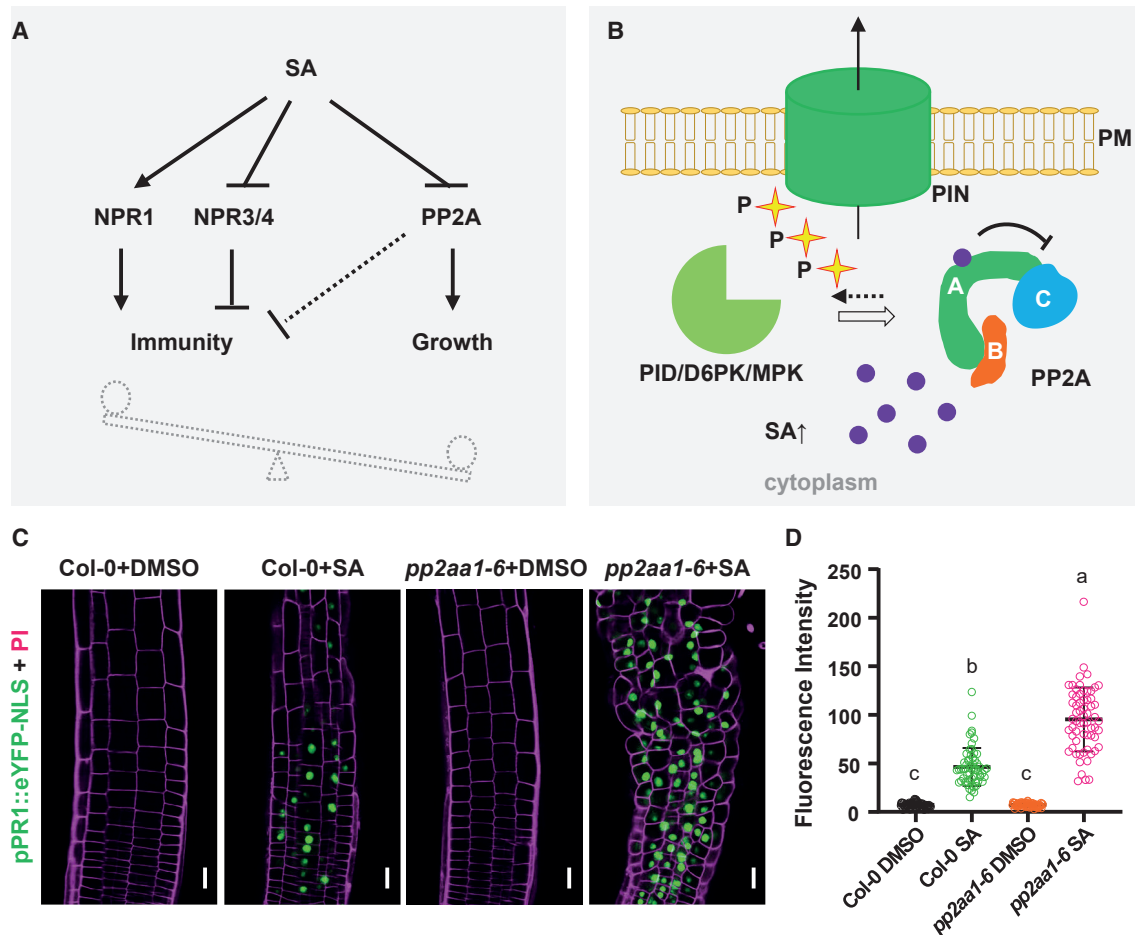 A
SA
NPR1 NPR3/4 PP2A
Immunity Growth
B
PM
PIN
P
P
P
A
C
B
PID/D6PK/MPK
PP2A
SA↑
cytoplasm
C
Col-0+DMSO Col-0+SA pp2aa1-6+DMSO pp2aa1-6+SA
pPR1::eYFP-NLS + PI
D
Fluorescence Intensity
250
200
150
100
50
0
a
b
c
c
Col-0 DMSO
Col-0 SA
pp2aa1-6 DMSO
pp2aa1-6 SA